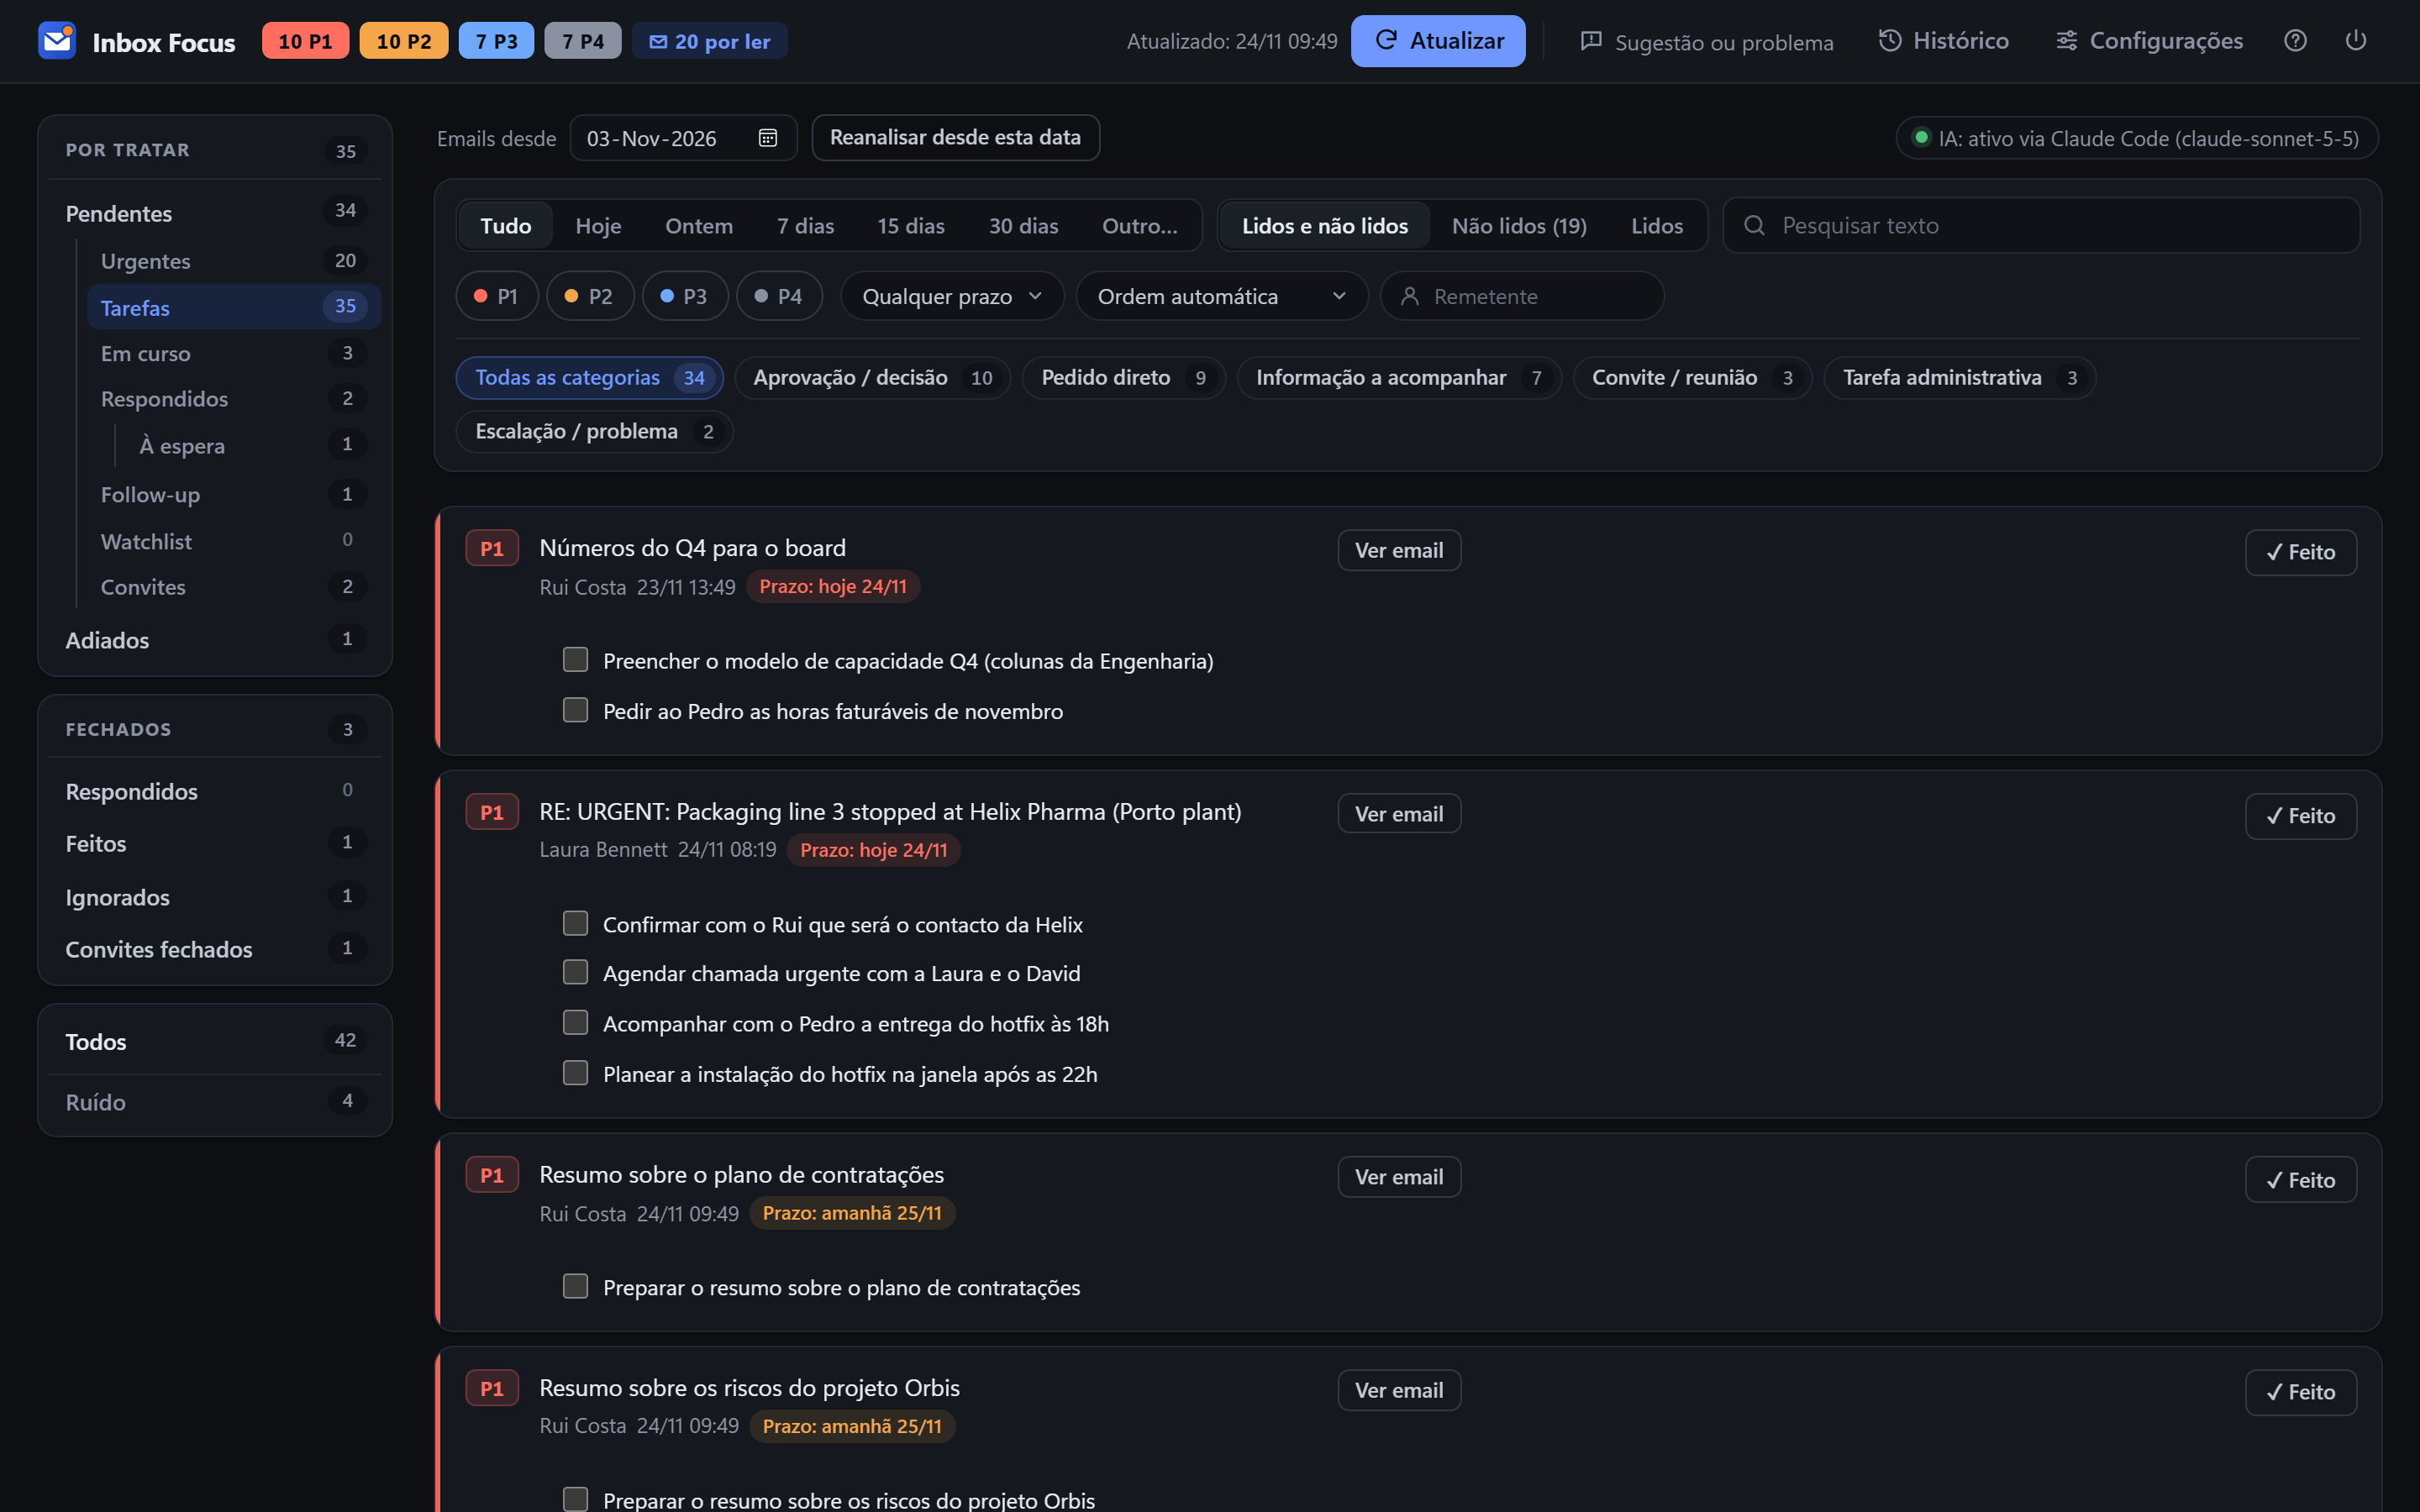 Inbox Focus
10 P1
10 P2
7 P3
7 P4
20 por ler
Atualizado: 24/11 09:49
Atualizar
Sugestão ou problema
Histórico
Configurações
POR TRATAR 35
Pendentes 34
Urgentes 20
Tarefas 35
Em curso 3
Respondidos 2
À espera 1
Follow-up 1
Watchlist 0
Convites 2
Adiados 1
FECHADOS 3
Respondidos 0
Feitos 1
Ignorados 1
Convites fechados 1
Todos 42
Ruído 4
Emails desde 03-Nov-2026 Reanalisar desde esta data
IA: ativo via Claude Code (claude-sonnet-5-5)
Tudo Hoje Ontem 7 dias 15 dias 30 dias Outro...
Lidos e não lidos Não lidos (19) Lidos
Pesquisar texto
P1 P2 P3 P4 Qualquer prazo Ordem automática Remetente
Todas as categorias 34 Aprovação / decisão 10 Pedido direto 9 Informação a acompanhar 7 Convite / reunião 3 Tarefa administrativa 3
Escalação / problema 2
P1 Números do Q4 para o board Ver email ✓ Feito
Rui Costa 23/11 13:49 Prazo: hoje 24/11
Preencher o modelo de capacidade Q4 (colunas da Engenharia)
Pedir ao Pedro as horas faturáveis de novembro
P1 RE: URGENT: Packaging line 3 stopped at Helix Pharma (Porto plant) Ver email ✓ Feito
Laura Bennett 24/11 08:19 Prazo: hoje 24/11
Confirmar com o Rui que será o contacto da Helix
Agendar chamada urgente com a Laura e o David
Acompanhar com o Pedro a entrega do hotfix às 18h
Planear a instalação do hotfix na janela após as 22h
P1 Resumo sobre o plano de contratações Ver email ✓ Feito
Rui Costa 24/11 09:49 Prazo: amanhã 25/11
Preparar o resumo sobre o plano de contratações
P1 Resumo sobre os riscos do projeto Orbis Ver email ✓ Feito
Rui Costa 24/11 09:49 Prazo: amanhã 25/11
Preparar o resumo sobre os riscos do projeto Orbis